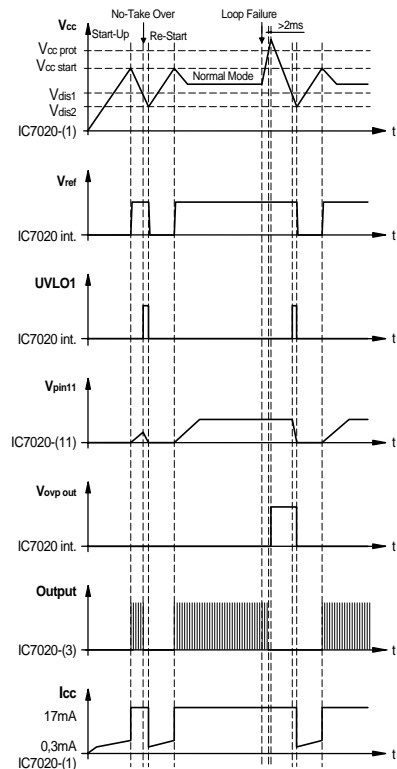 No-Take Over
Loop Failure
Vcc
Start-Up
Re-Start
>2ms
Vcc prot
Vcc start
Normal Mode
Vdis1
Vdis2
IC7020-(1)
t
Vref
IC7020 int.
t
UVLO1
IC7020 int.
t
Vpin11
IC7020-(11)
t
Vovp out
IC7020 int.
t
Output
IC7020-(3)
t
Icc
17mA
0,3mA
IC7020-(1)
t